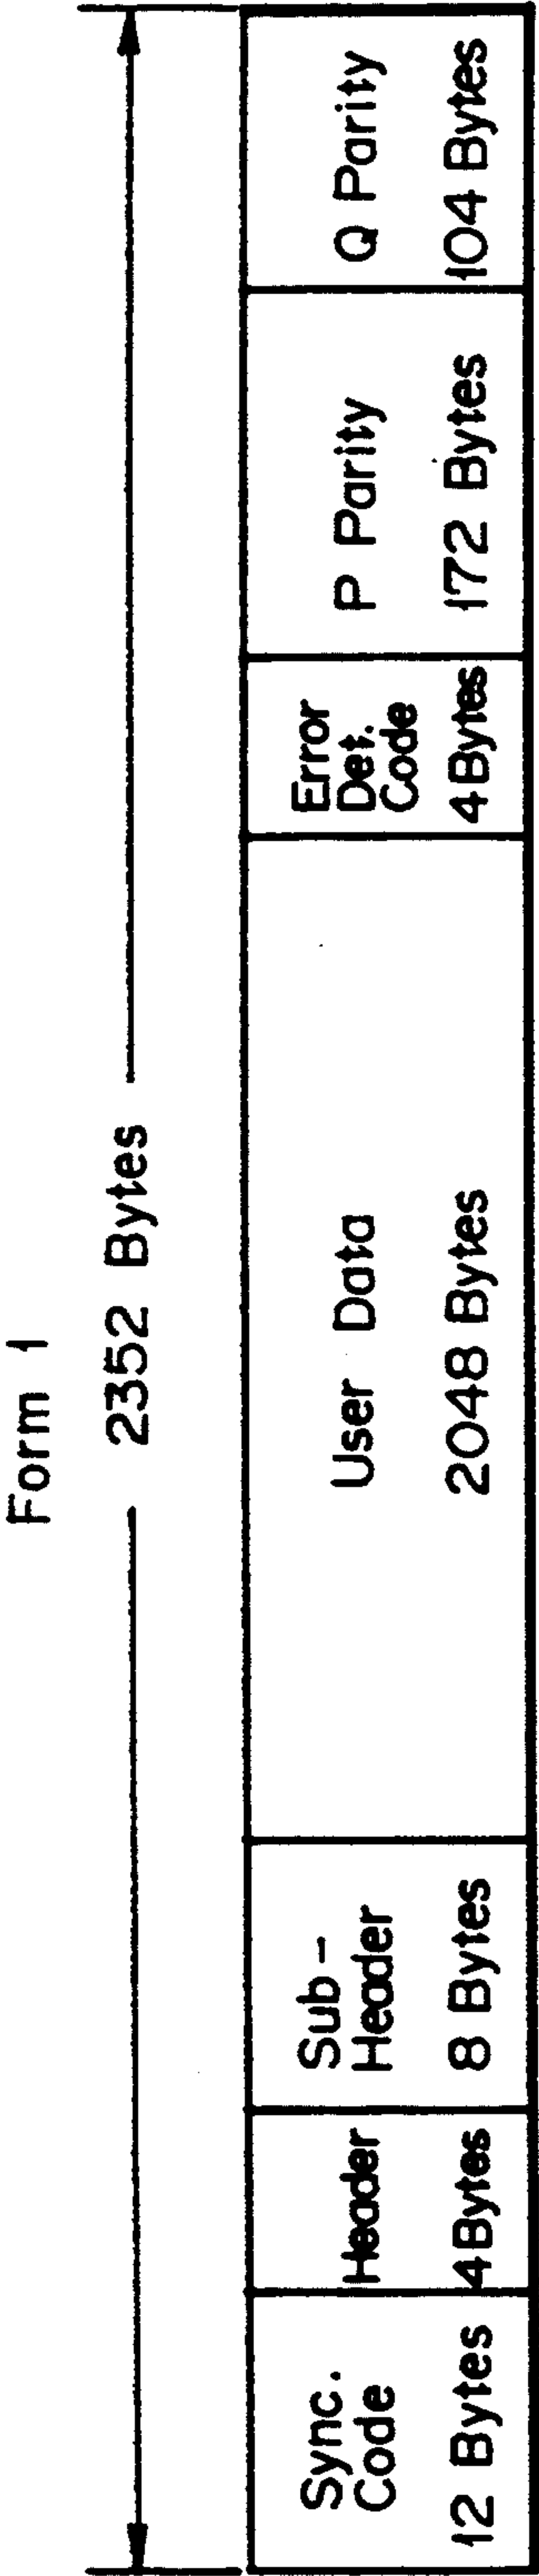 Form 1
2352 Bytes
Sync.
Code
12 Bytes
Header
4 Bytes
Sub-
Header
8 Bytes
User Data
2048 Bytes
Error
Det.
Code
4 Bytes
P Parity
172 Bytes
Q Parity
104 Bytes